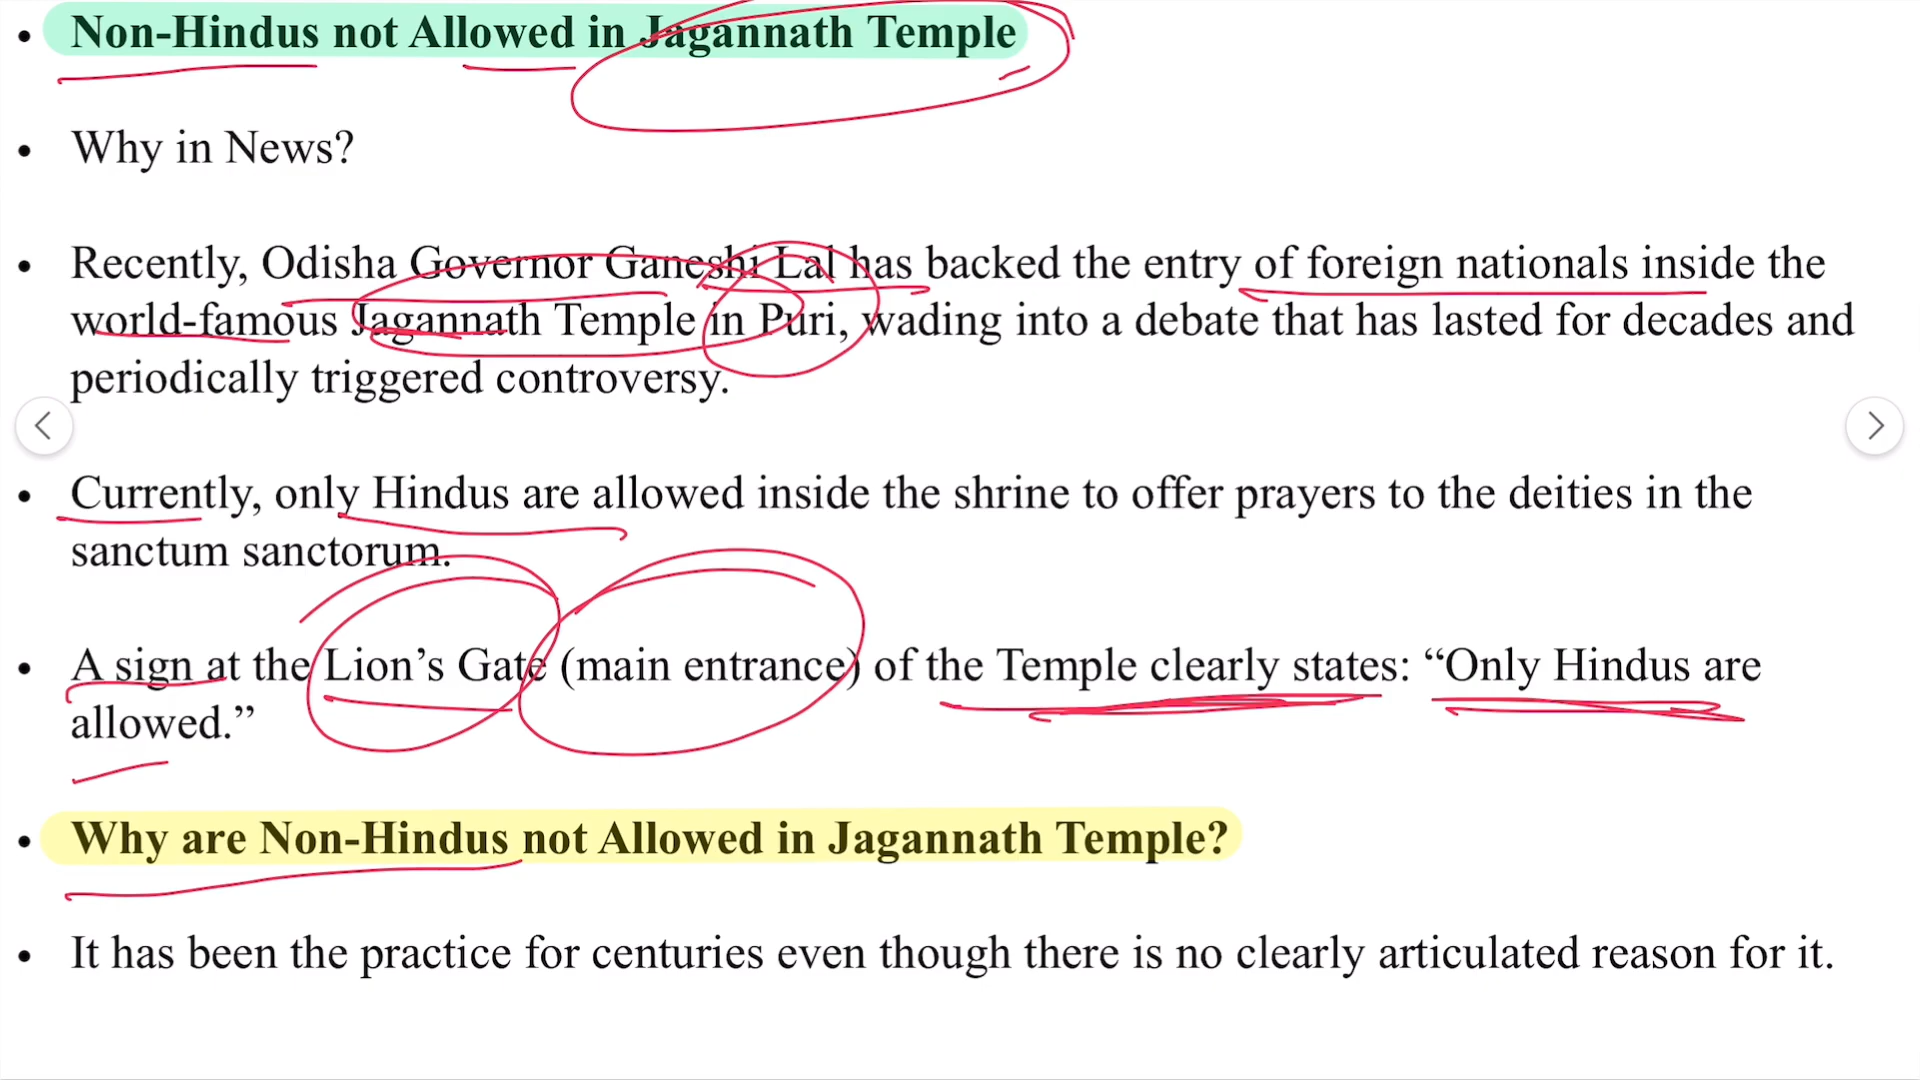 • Non-Hindus not Allowed in Jagannath Temple
• Why in News?
• Recently, Odisha Governor Ganeshi Lal has backed the entry of foreign nationals inside the
world-famous Jagannath Temple in Puri, wading into a debate that has lasted for decades and
periodically triggered controversy.
• Currently, only Hindus are allowed inside the shrine to offer prayers to the deities in the
sanctum sanctorum.
• A sign at the Lion’s Gate (main entrance) of the Temple clearly states: “Only Hindus are
allowed.”
• Why are Non-Hindus not Allowed in Jagannath Temple?
• It has been the practice for centuries even though there is no clearly articulated reason for it.